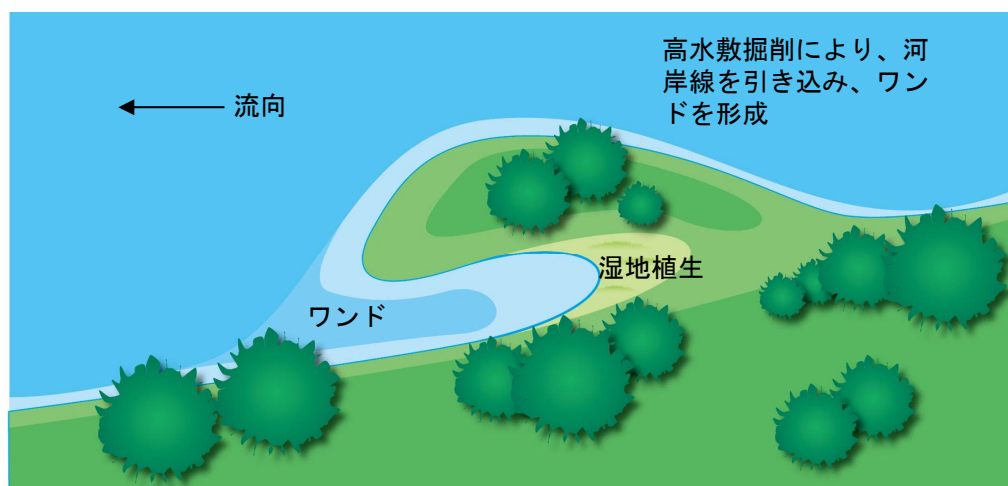 高水敷掘削により、河
岸線を引き込み、ワン
ドを形成
流向
湿地植生
ワンド